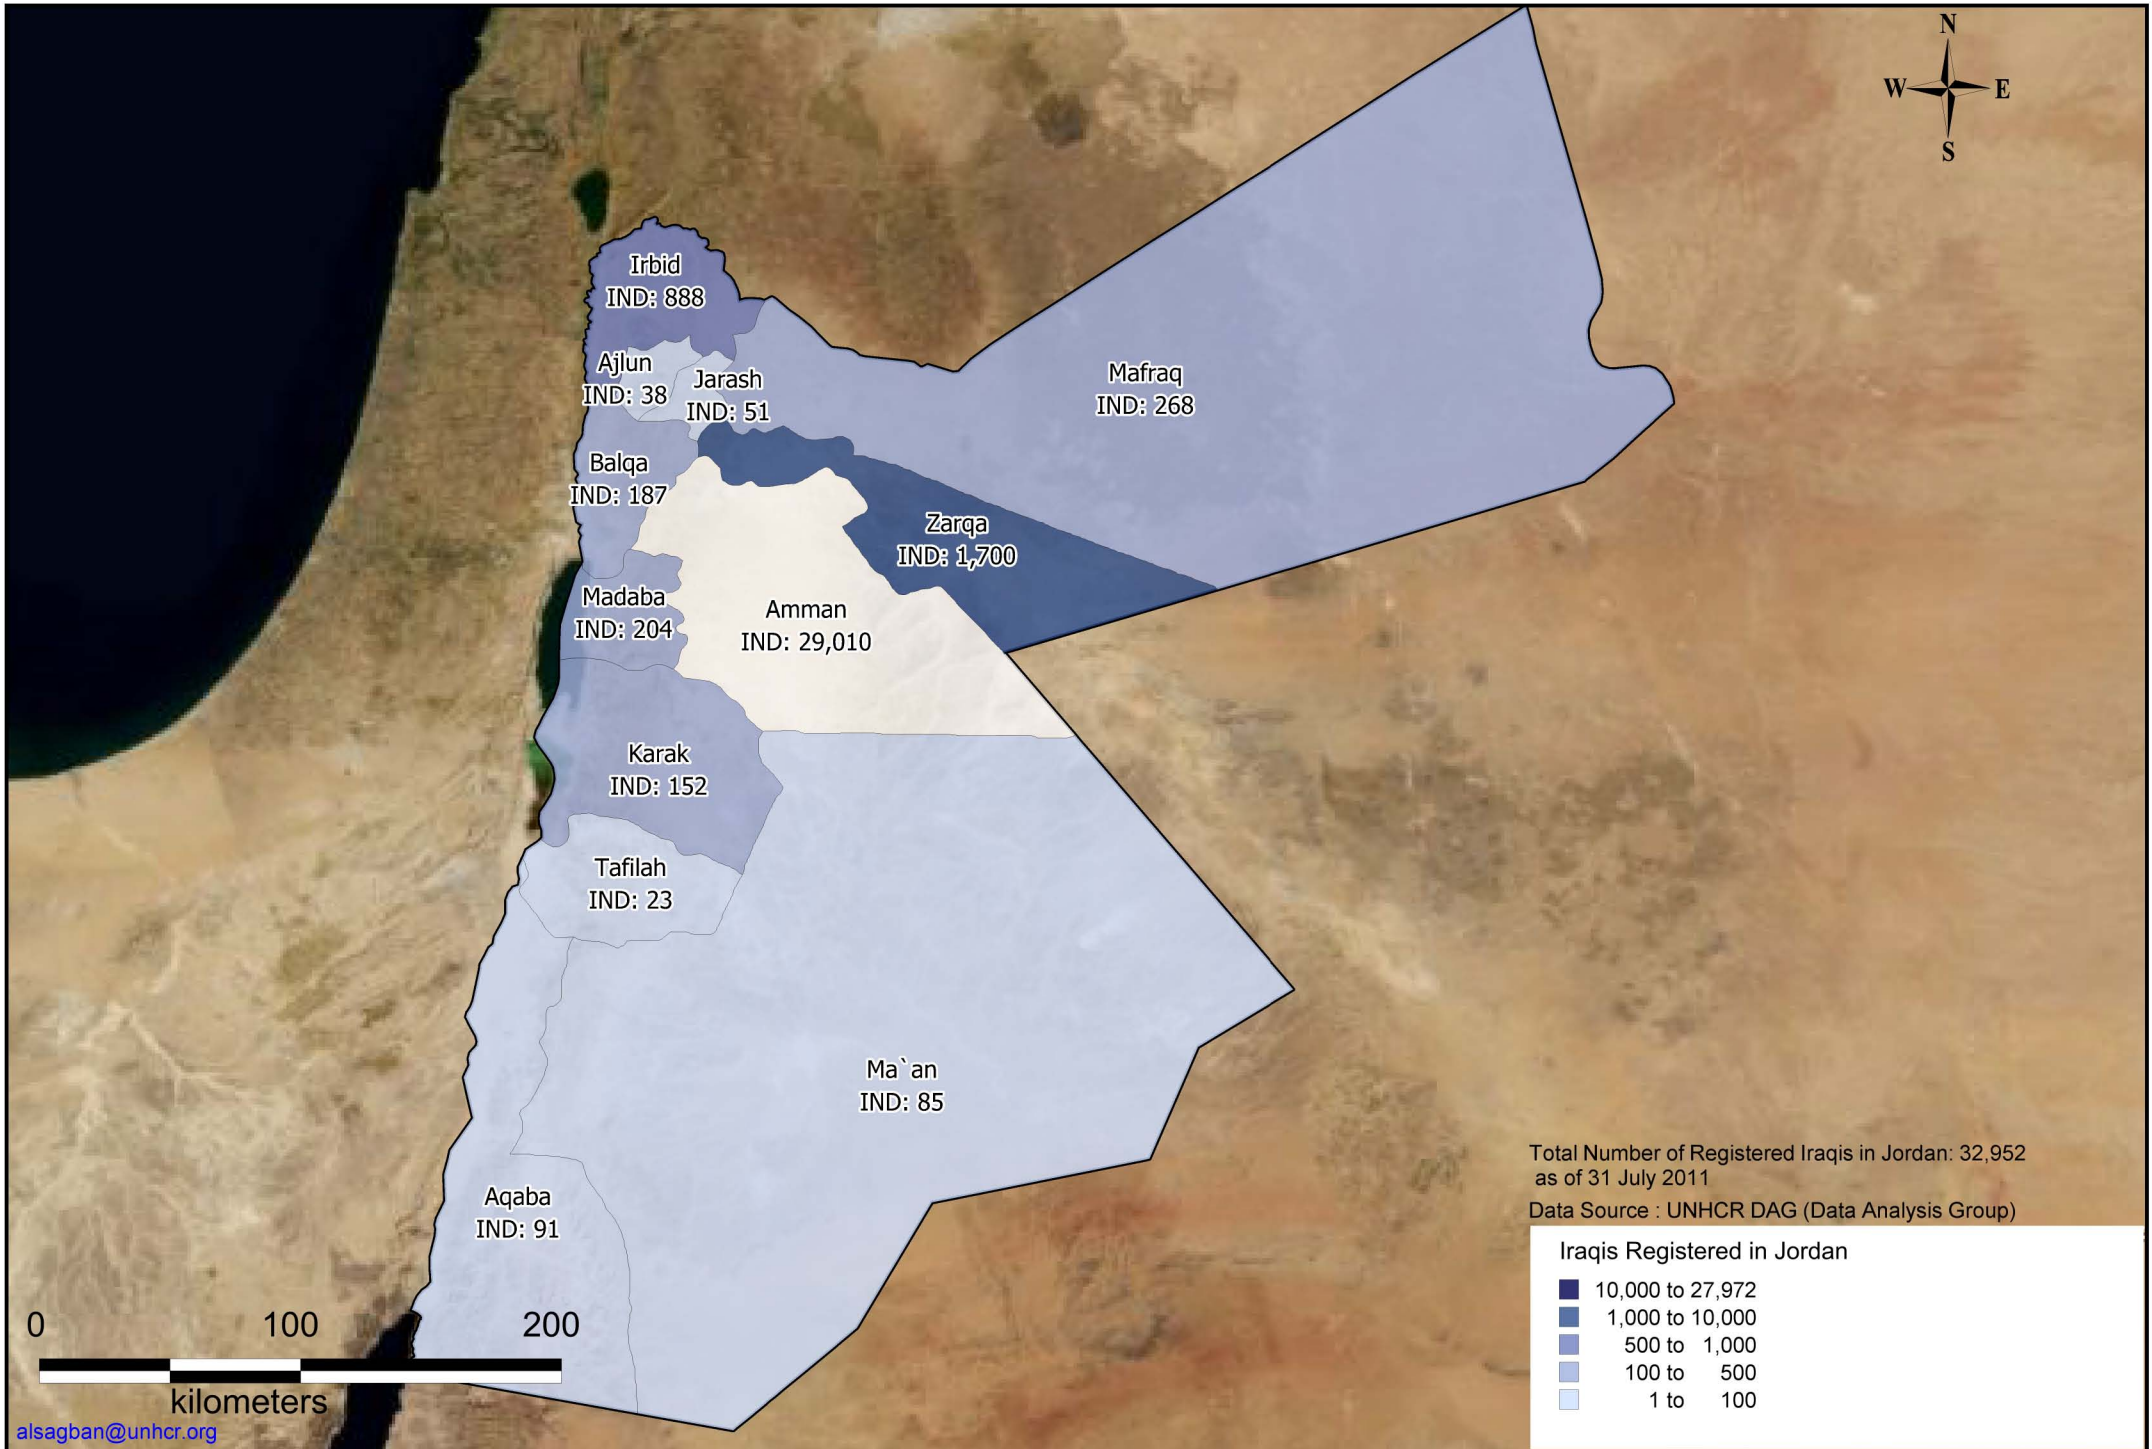 N
W E
S
Irbid
IND: 888
Ajlun
IND: 38
Jarash
IND: 51
Mafraq
IND: 268
Balqa
IND: 187
Zarqa
IND: 1,700
Madaba
IND: 204
Amman
IND: 29,010
Karak
IND: 152
Tafilah
IND: 23
Ma`an
IND: 85
Aqaba
IND: 91
Total Number of Registered Iraqis in Jordan: 32,952
as of 31 July 2011
Data Source : UNHCR DAG (Data Analysis Group)
Iraqis Registered in Jordan
10,000 to 27,972
1,000 to 10,000
500 to 1,000
100 to 500
1 to 100
0 100 200
kilometers
alsagban@unhcr.org